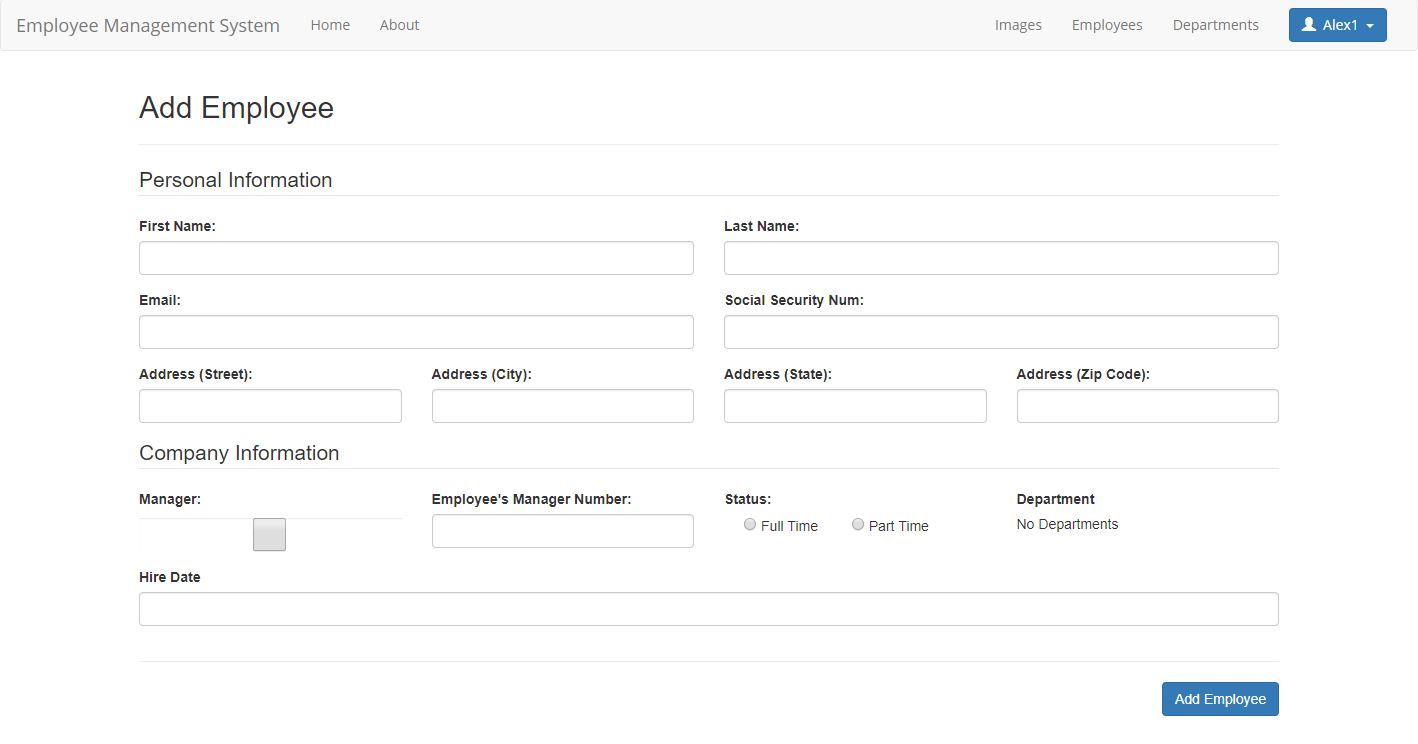 Employee Management System Home About Images Employees Departments Alex1
Add Employee
Personal Information
First Name: Last Name:
Email: Social Security Num:
Address (Street): Address (City): Address (State): Address (Zip Code):
Company Information
Manager: Employee's Manager Number: Status: Department
Full Time Part Time No Departments
Hire Date
Add Employee